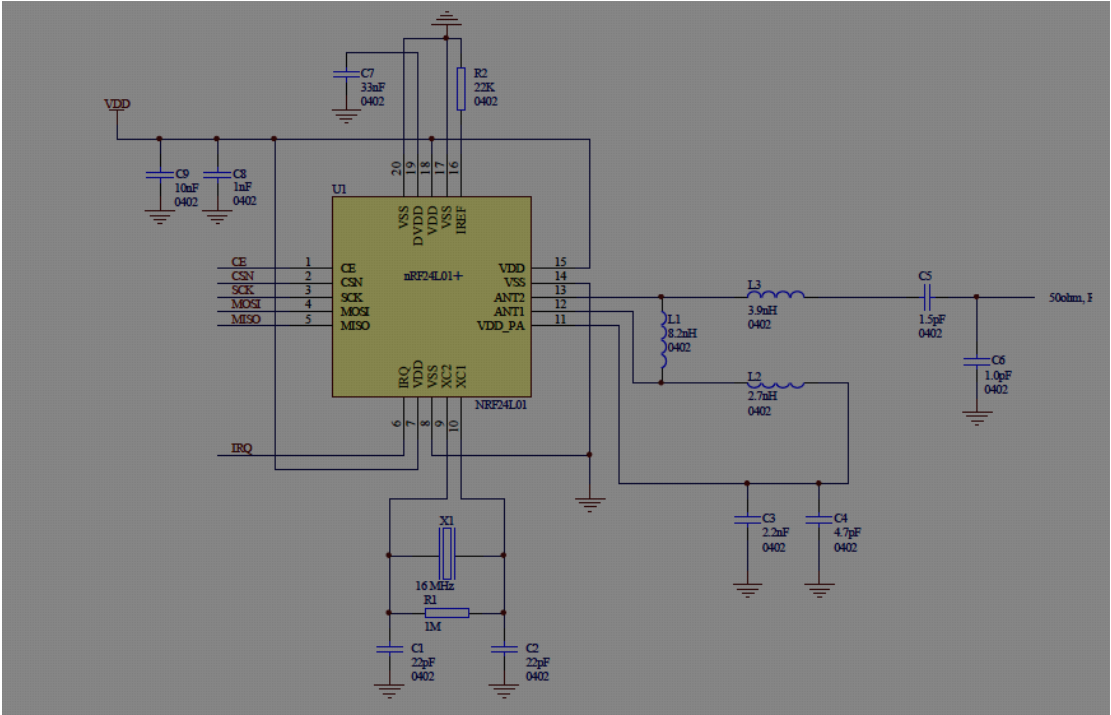 C7
33nF
0402
R2
22K
0402
VDD
C9
10nF
0402
C8
1nF
0402
20
19
18
17
16
U1
VSS
DVDD
VDD
VSS
IREF
CE
CSN
SCK
MOSI
MISO
1
2
3
4
5
CE
CSN
SCK
MOSI
MISO
nRF24L01+
VDD
VSS
ANT2
ANT1
VDD_PA
15
14
13
12
11
IRQ
VDD
VSS
XC2
XC1
NRF24L01
6
7
8
9
10
IRQ
L3
3.9nH
0402
L1
8.2nH
0402
L2
2.7nH
0402
C5
1.5pF
0402
50ohm,
C6
1.0pF
0402
C3
2.2nF
0402
C4
4.7pF
0402
X1
16 MHz
R1
1M
C1
22pF
0402
C2
22pF
0402